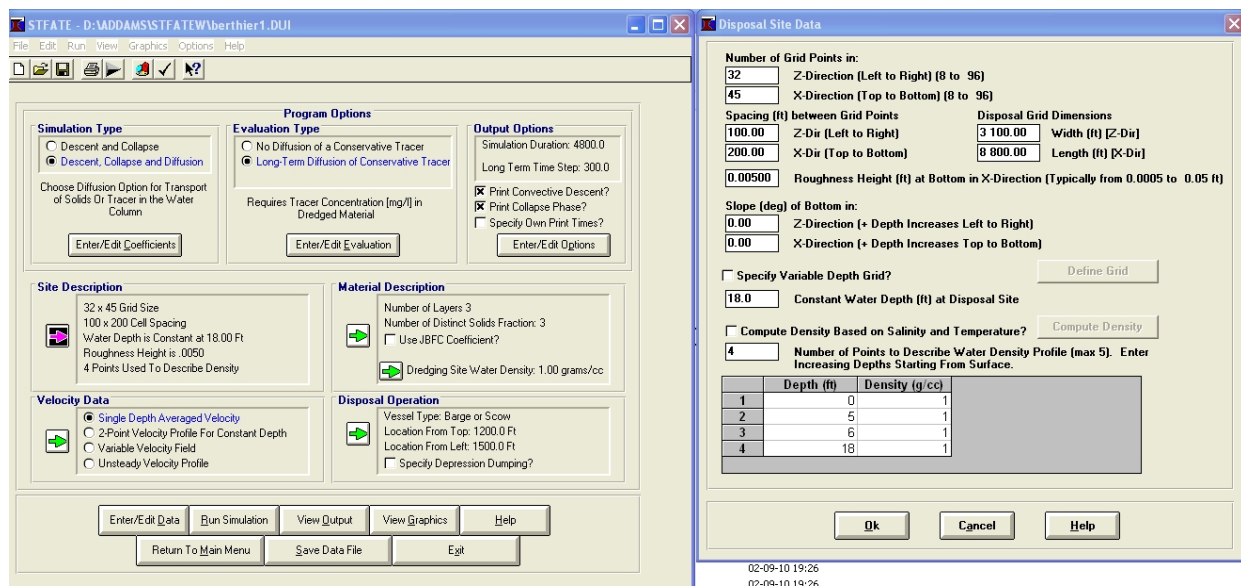 STFATE - D:\ADDAMS\STFATEW\berthier1.DUI
File Edit Run View Graphics Options Help
Program Options
Simulation Type
Descent and Collapse
Descent, Collapse and Diffusion
Choose Diffusion Option for Transport
of Solids Or Tracer in the Water
Column
Enter/Edit Coefficients
Evaluation Type
No Diffusion of a Conservative Tracer
Long-Term Diffusion of Conservative Tracer
Requires Tracer Concentration [mg/l] in
Dredged Material
Enter/Edit Evaluation
Output Options
Simulation Duration: 4800.0
Long Term Time Step: 300.0
Print Convective Descent?
Print Collapse Phase?
Specify Own Print Times?
Enter/Edit Options
Site Description
32 x 45 Grid Size
100 x 200 Cell Spacing
Water Depth is Constant at 18.00 Ft
Roughness Height is .0050
4 Points Used To Describe Density
Material Description
Number of Layers 3
Number of Distinct Solids Fraction: 3
Use JBFC Coefficient?
Dredging Site Water Density: 1.00 grams/cc
Velocity Data
Single Depth Averaged Velocity
2-Point Velocity Profile For Constant Depth
Variable Velocity Field
Unsteady Velocity Profile
Disposal Operation
Vessel Type: Barge or Scow
Location From Top: 1200.0 Ft
Location From Left: 1500.0 Ft
Specify Depression Dumping?
Enter/Edit Data Run Simulation View Output View Graphics Help
Return To Main Menu Save Data File Exit
Disposal Site Data
Number of Grid Points in:
32 Z-Direction (Left to Right) (8 to 96)
45 X-Direction (Top to Bottom) (8 to 96)
Spacing (ft) between Grid Points Disposal Grid Dimensions
100.00 Z-Dir (Left to Right) 3 100.00 Width (ft) [Z-Dir]
200.00 X-Dir (Top to Bottom) 8 800.00 Length (ft) [X-Dir]
0.00500 Roughness Height (ft) at Bottom in X-Direction (Typically from 0.0005 to 0.05 ft)
Slope (deg) of Bottom in:
0.00 Z-Direction (+ Depth Increases Left to Right)
0.00 X-Direction (+ Depth Increases Top to Bottom)
Specify Variable Depth Grid? Define Grid
18.0 Constant Water Depth (ft) at Disposal Site
Compute Density Based on Salinity and Temperature? Compute Density
4 Number of Points to Describe Water Density Profile (max 5). Enter
Increasing Depths Starting From Surface.
Depth (ft) Density (g/cc)
1 0 1
2 5 1
3 6 1
4 18 1
Ok Cancel Help
02-09-10 19:26
02-09-10 19:26